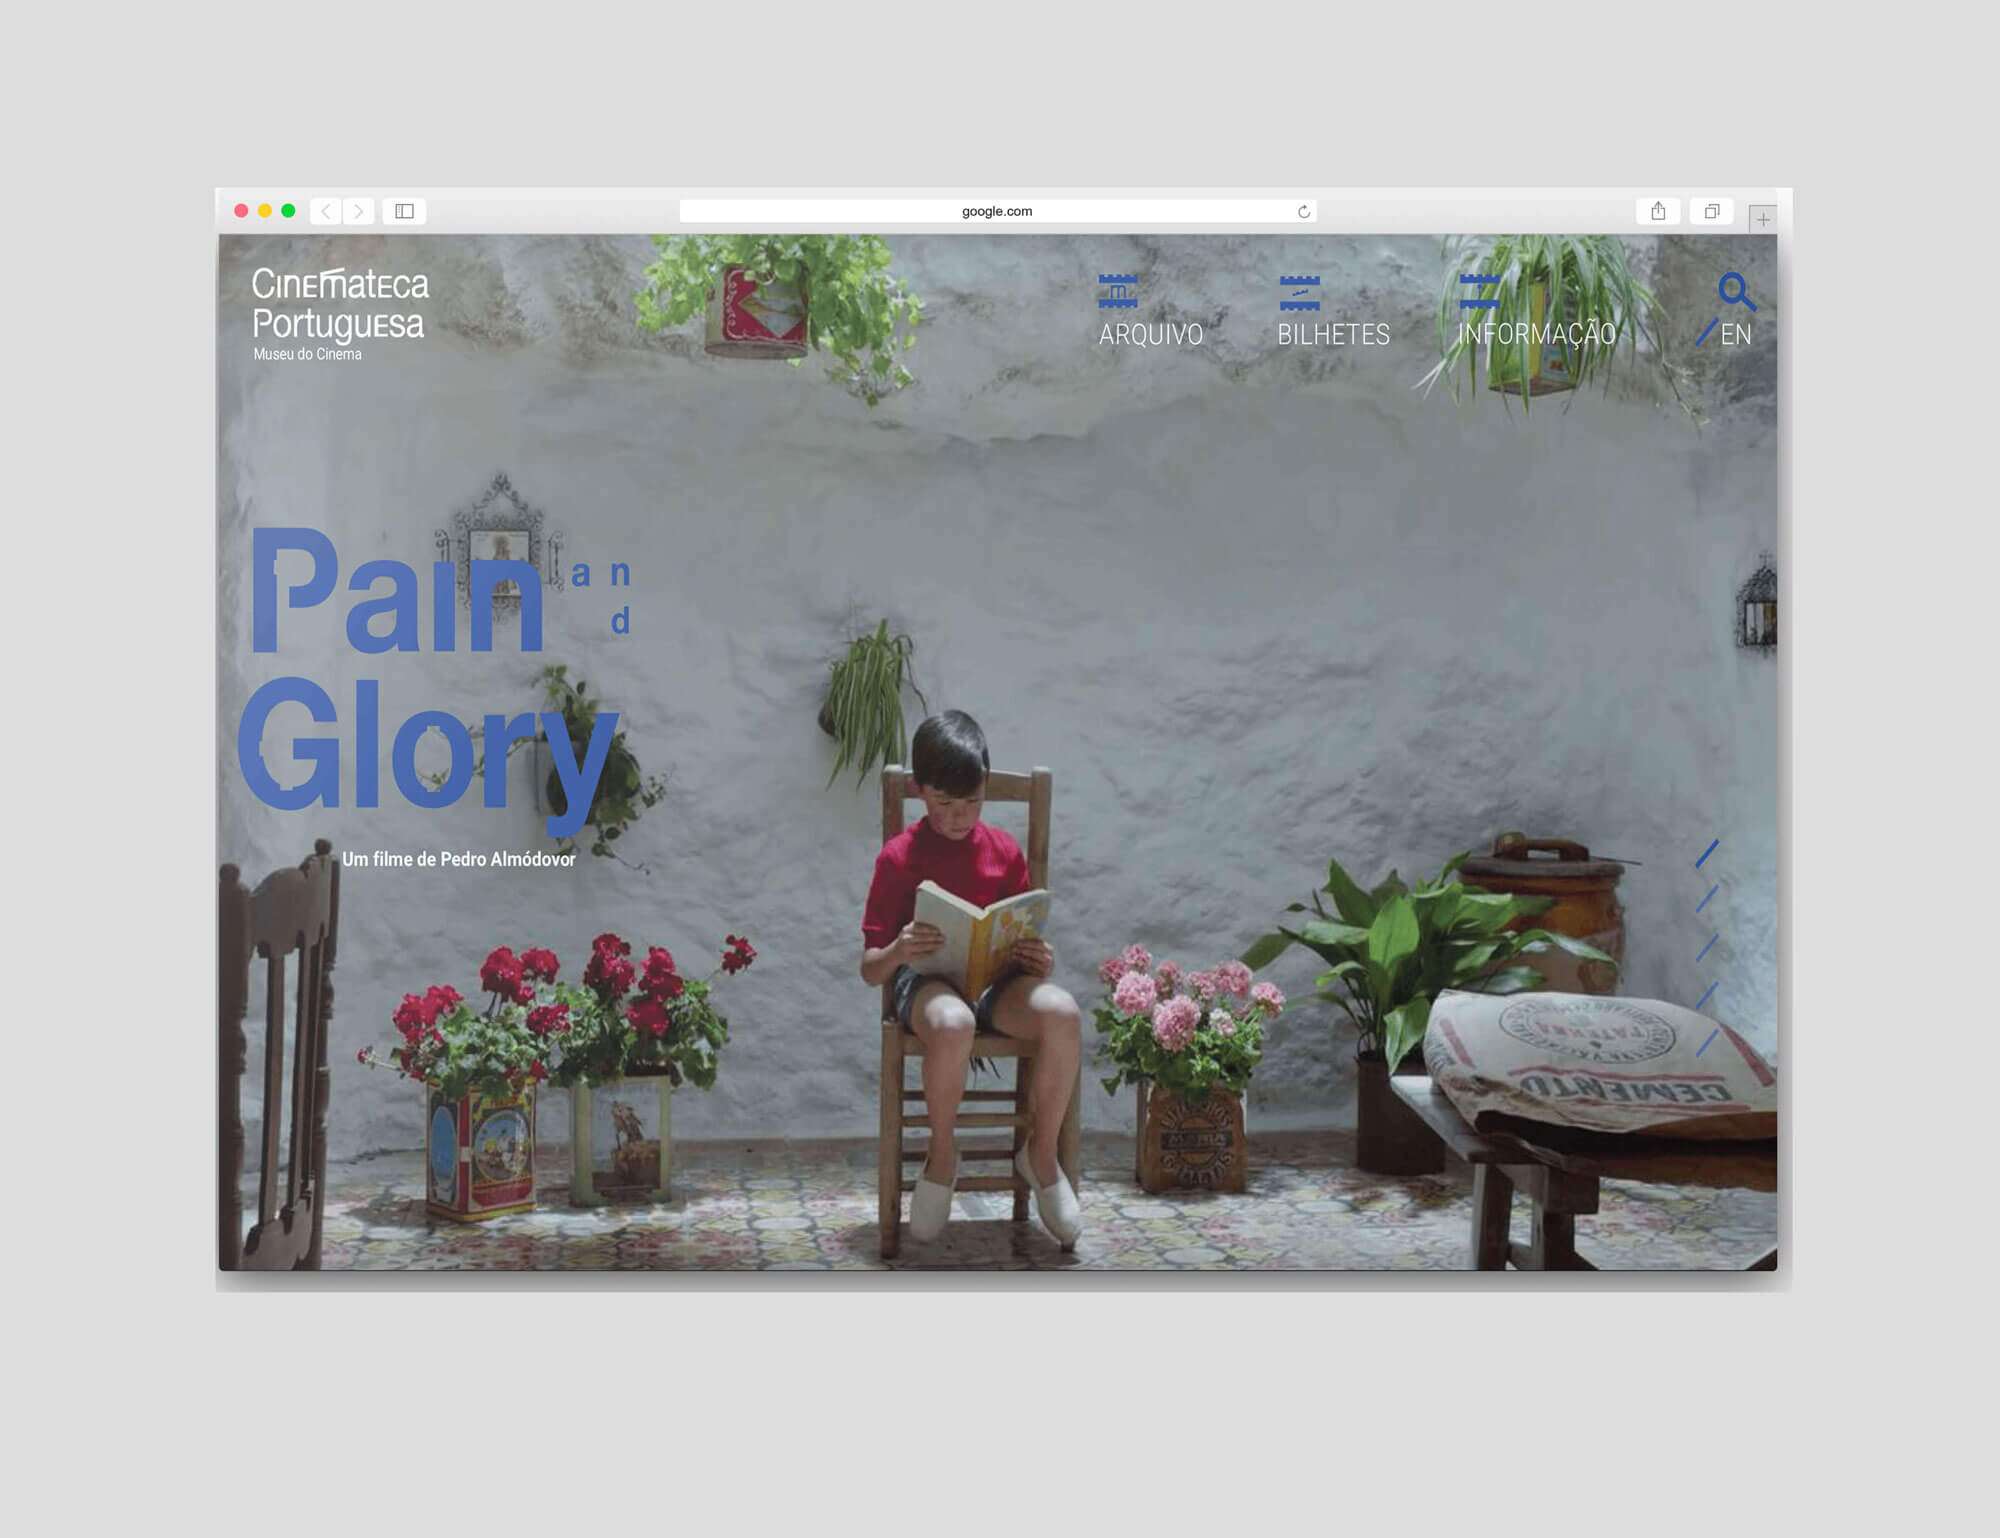 google.com
CinEmatEca
PortuguEsa
Museu do Cinema
ARQUIVO
BILHETES
INFORMAÇÃO
EN
Pain
a n
d
Glory
Um filme de Pedro Almódovor
CEMENTO